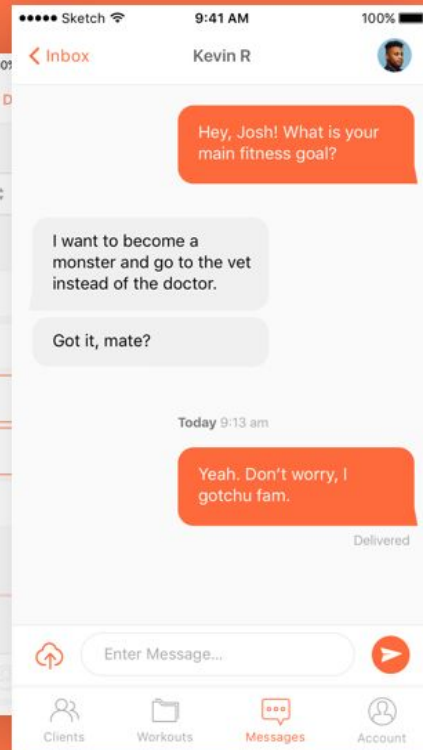 Sketch 9:41 AM 100%
Inbox Kevin R
Hey, Josh! What is your
main fitness goal?
I want to become a
monster and go to the vet
instead of the doctor.
Got it, mate?
Today 9:13 am
Yeah. Don't worry, I
gotchu fam.
Delivered
Enter Message...
Clients Workouts Messages Account